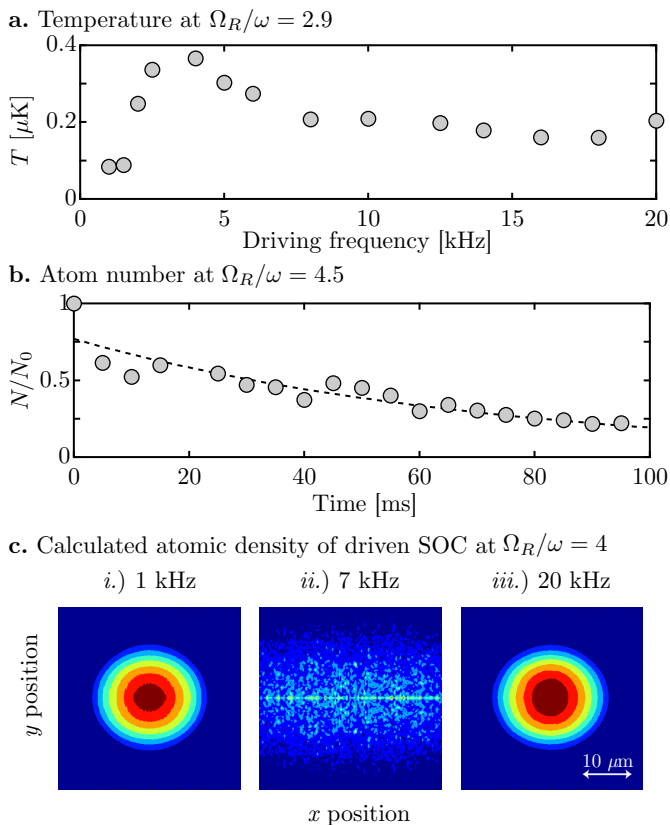 a. Temperature at Ω_R/ω = 2.9
0.4
0.2
0
T [μK]
0 5 10 15 20
Driving frequency [kHz]
b. Atom number at Ω_R/ω = 4.5
1
0.5
0
N/N_0
0 20 40 60 80 100
Time [ms]
c. Calculated atomic density of driven SOC at Ω_R/ω = 4
i.) 1 kHz ii.) 7 kHz iii.) 20 kHz
y position
10 μm
x position